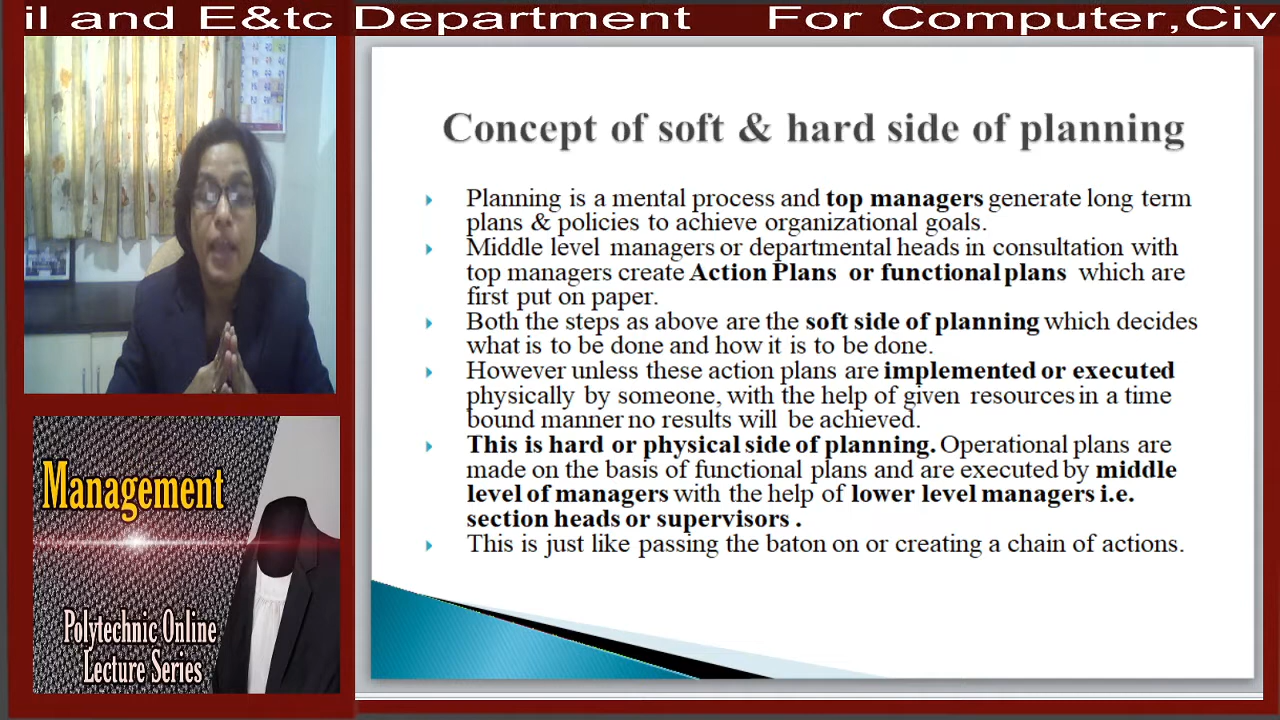 il and E&tc Department For Computer,Civ
Concept of soft & hard side of planning
Planning is a mental process and top managers generate long term
plans & policies to achieve organizational goals.
Middle level managers or departmental heads in consultation with
top managers create Action Plans or functional plans which are
first put on paper.
Both the steps as above are the soft side of planning which decides
what is to be done and how it is to be done.
However unless these action plans are implemented or executed
physically by someone, with the help of given resources in a time
bound manner no results will be achieved.
This is hard or physical side of planning. Operational plans are
made on the basis of functional plans and are executed by middle
level of managers with the help of lower level managers i.e.
section heads or supervisors .
This is just like passing the baton on or creating a chain of actions.
Management
Polytechnic Online
Lecture Series